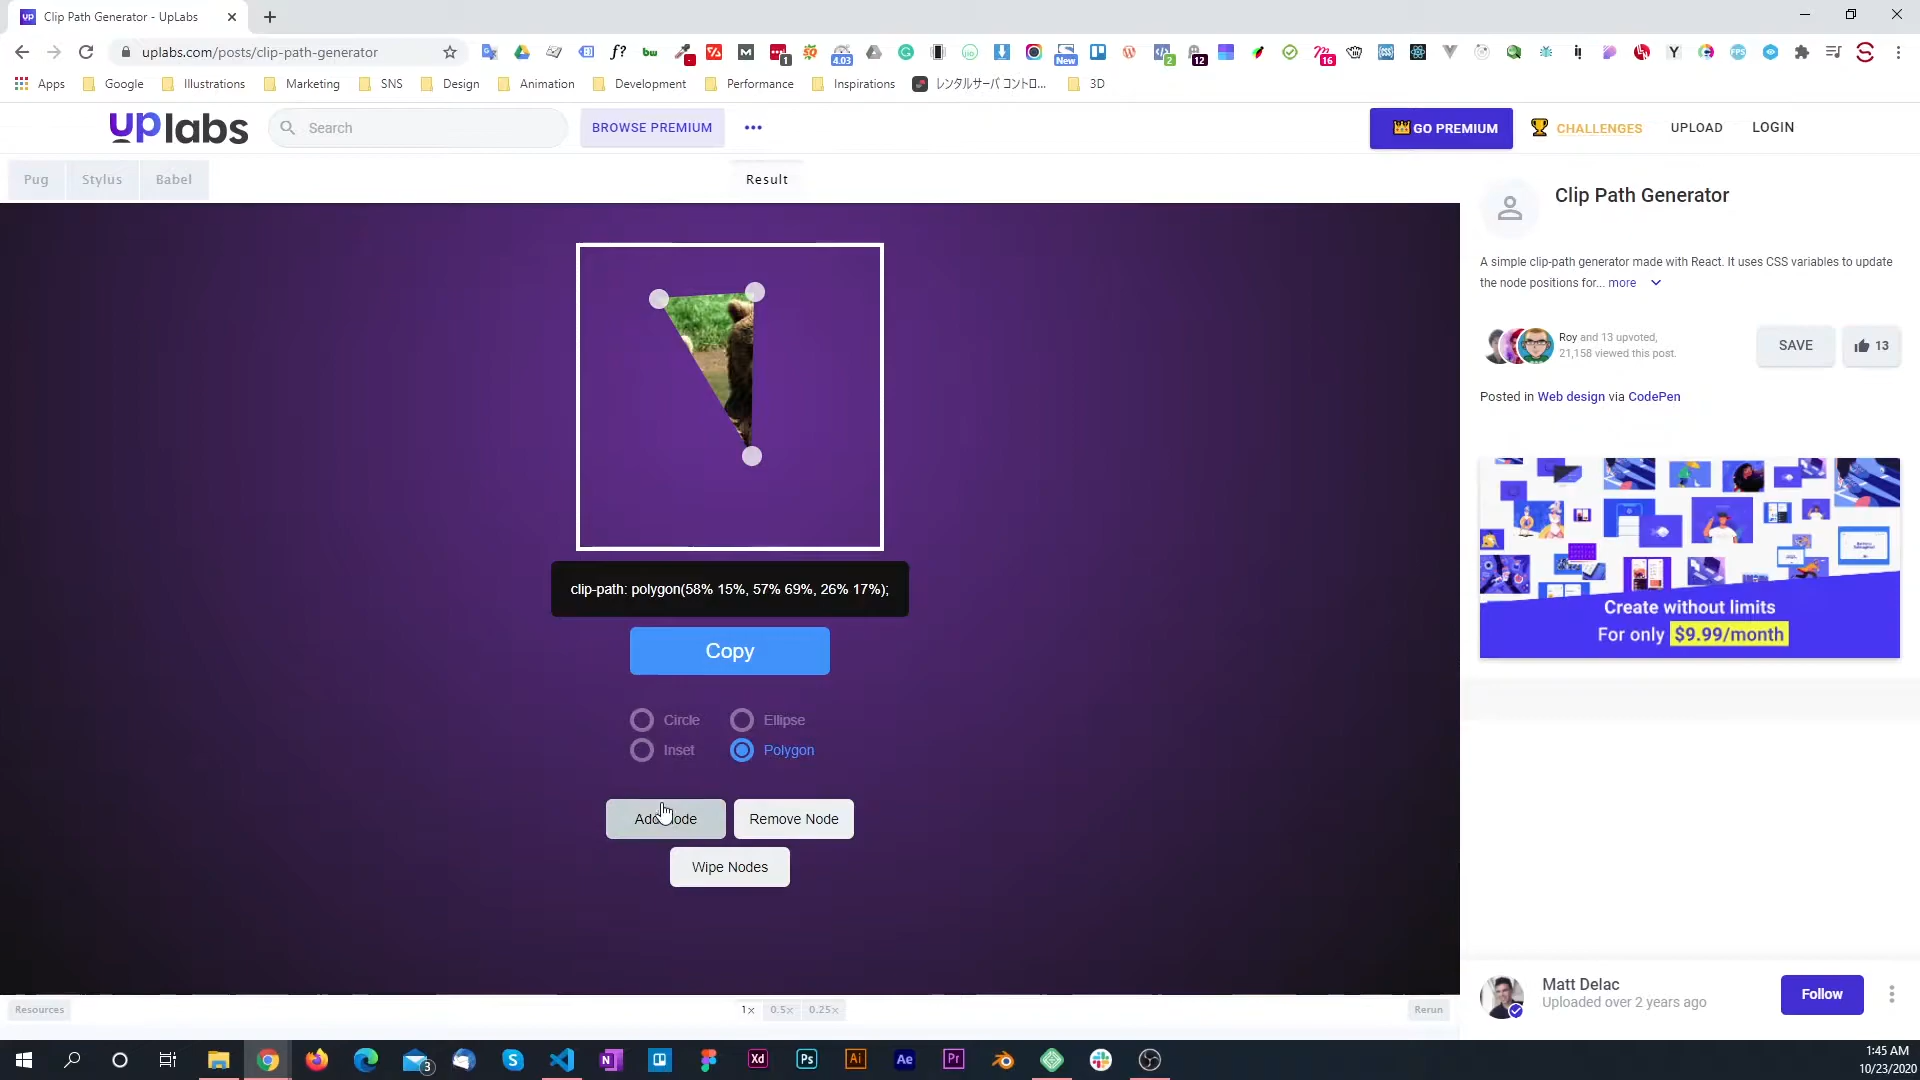 Clip Path Generator - UpLabs
uplabs.com/posts/clip-path-generator
Apps
Google
Illustrations
Marketing
SNS
Design
Animation
Development
Performance
Inspirations
レンタルサーバ コントロ...
3D
uplabs
Search
BROWSE PREMIUM
GO PREMIUM
CHALLENGES
UPLOAD
LOGIN
Pug
Stylus
Babel
Result
Clip Path Generator
A simple clip-path generator made with React. It uses CSS variables to update
the node positions for... more
Roy and 13 upvoted,
21,158 viewed this post.
SAVE
13
Posted in Web design via CodePen
clip-path: polygon(58% 15%, 57% 69%, 26% 17%);
Copy
Circle
Ellipse
Inset
Polygon
Add Node
Remove Node
Wipe Nodes
Create without limits
For only $9.99/month
Matt Delac
Uploaded over 2 years ago
Follow
Resources
1x
0.5x
0.25x
Rerun
1:45 AM
10/23/2020